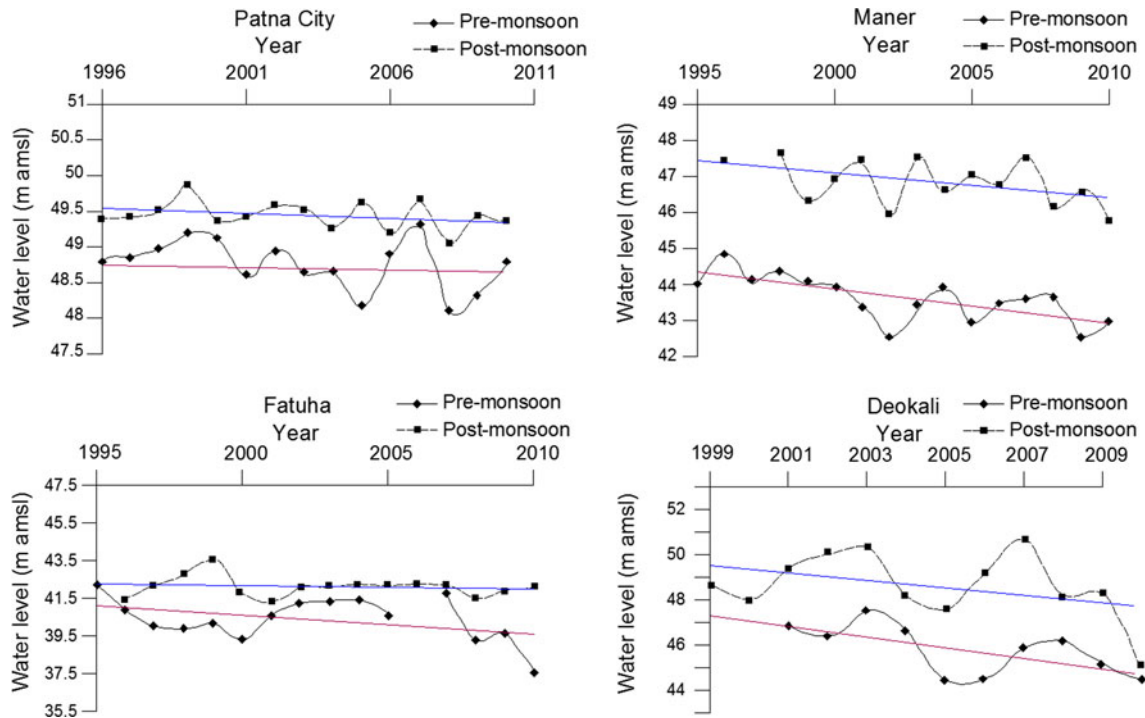 Patna City
Year
Pre-monsoon
Post-monsoon
1996 2001 2006 2011
Water level (m amsl)
51
50.5
50
49.5
49
48.5
48
47.5
Maner
Year
Pre-monsoon
Post-monsoon
1995 2000 2005 2010
Water level (m amsl)
49
48
47
46
45
44
43
42
Fatuha
Year
Pre-monsoon
Post-monsoon
1995 2000 2005 2010
Water level (m amsl)
47.5
45.5
43.5
41.5
39.5
37.5
35.5
Deokali
Year
Pre-monsoon
Post-monsoon
1999 2001 2003 2005 2007 2009
Water level (m amsl)
52
50
48
46
44